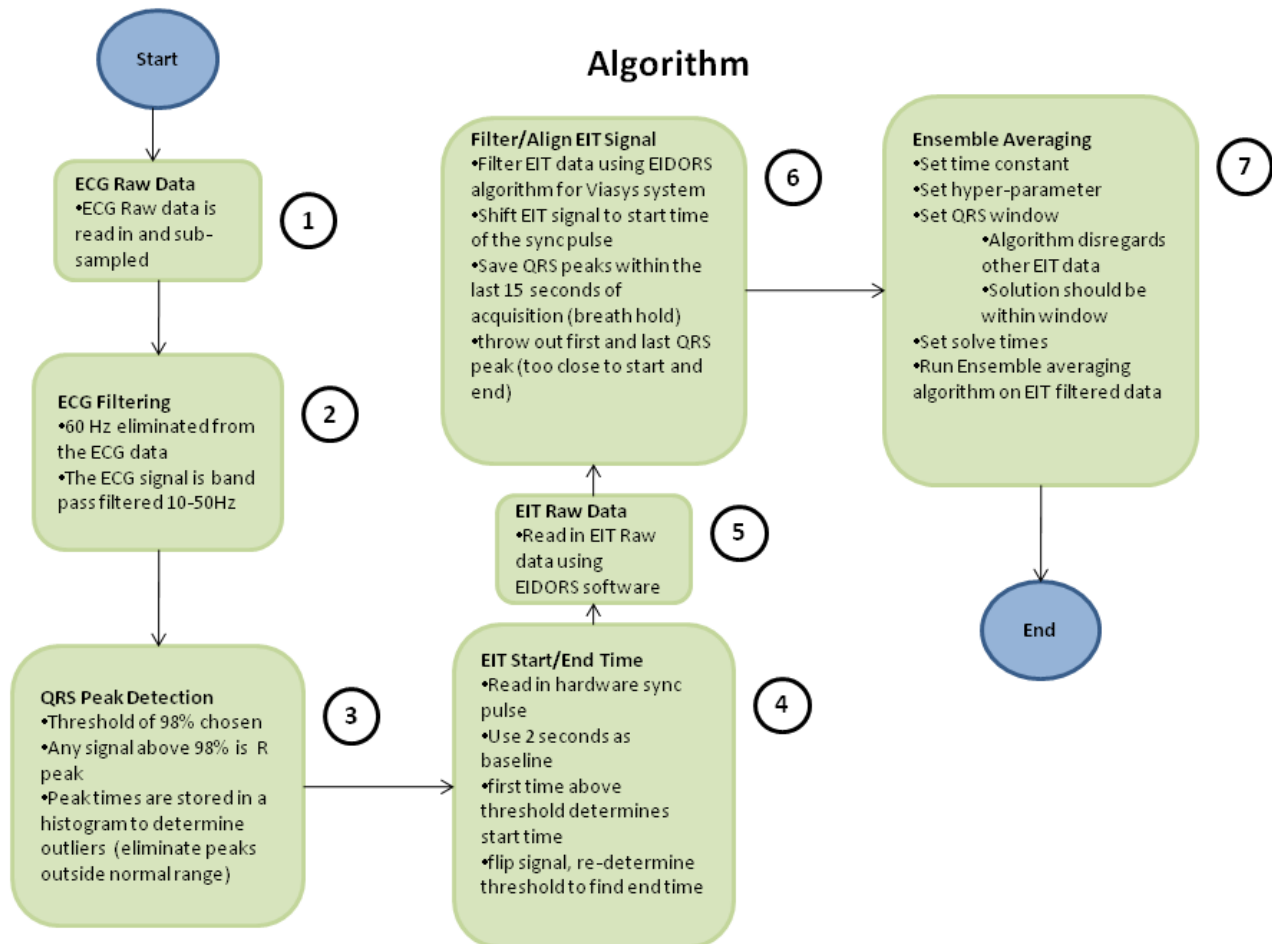 Algorithm
Start
ECG Raw Data
•ECG Raw data is
read in and sub-
sampled
1
ECG Filtering
•60 Hz eliminated from
the ECG data
•The ECG signal is band
pass filtered 10-50Hz
2
QRS Peak Detection
•Threshold of 98% chosen
•Any signal above 98% is R
peak
•Peak times are stored in a
histogram to determine
outliers (eliminate peaks
outside normal range)
3
EIT Start/End Time
•Read in hardware sync
pulse
•Use 2 seconds as
baseline
•first time above
threshold determines
start time
•flip signal, re-determine
threshold to find end time
4
EIT Raw Data
•Read in EIT Raw
data using
EIDORS software
5
Filter/Align EIT Signal
•Filter EIT data using EIDORS
algorithm for Viasys system
•Shift EIT signal to start time
of the sync pulse
•Save QRS peaks within the
last 15 seconds of
acquisition (breath hold)
•throw out first and last QRS
peak (too close to start and
end)
6
Ensemble Averaging
•Set time constant
•Set hyper-parameter
•Set QRS window
•Algorithm disregards
other EIT data
•Solution should be
within window
•Set solve times
•Run Ensemble averaging
algorithm on EIT filtered data
7
End